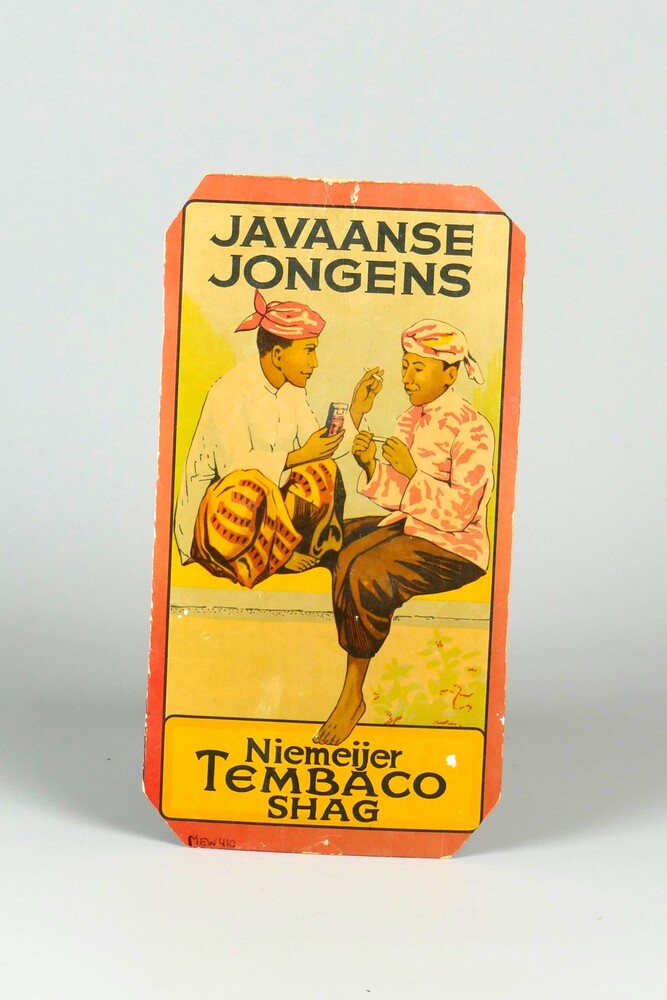 JAVAANSE
JONGENS
Niemeijer
TEMBACO
SHAG
MEW 410